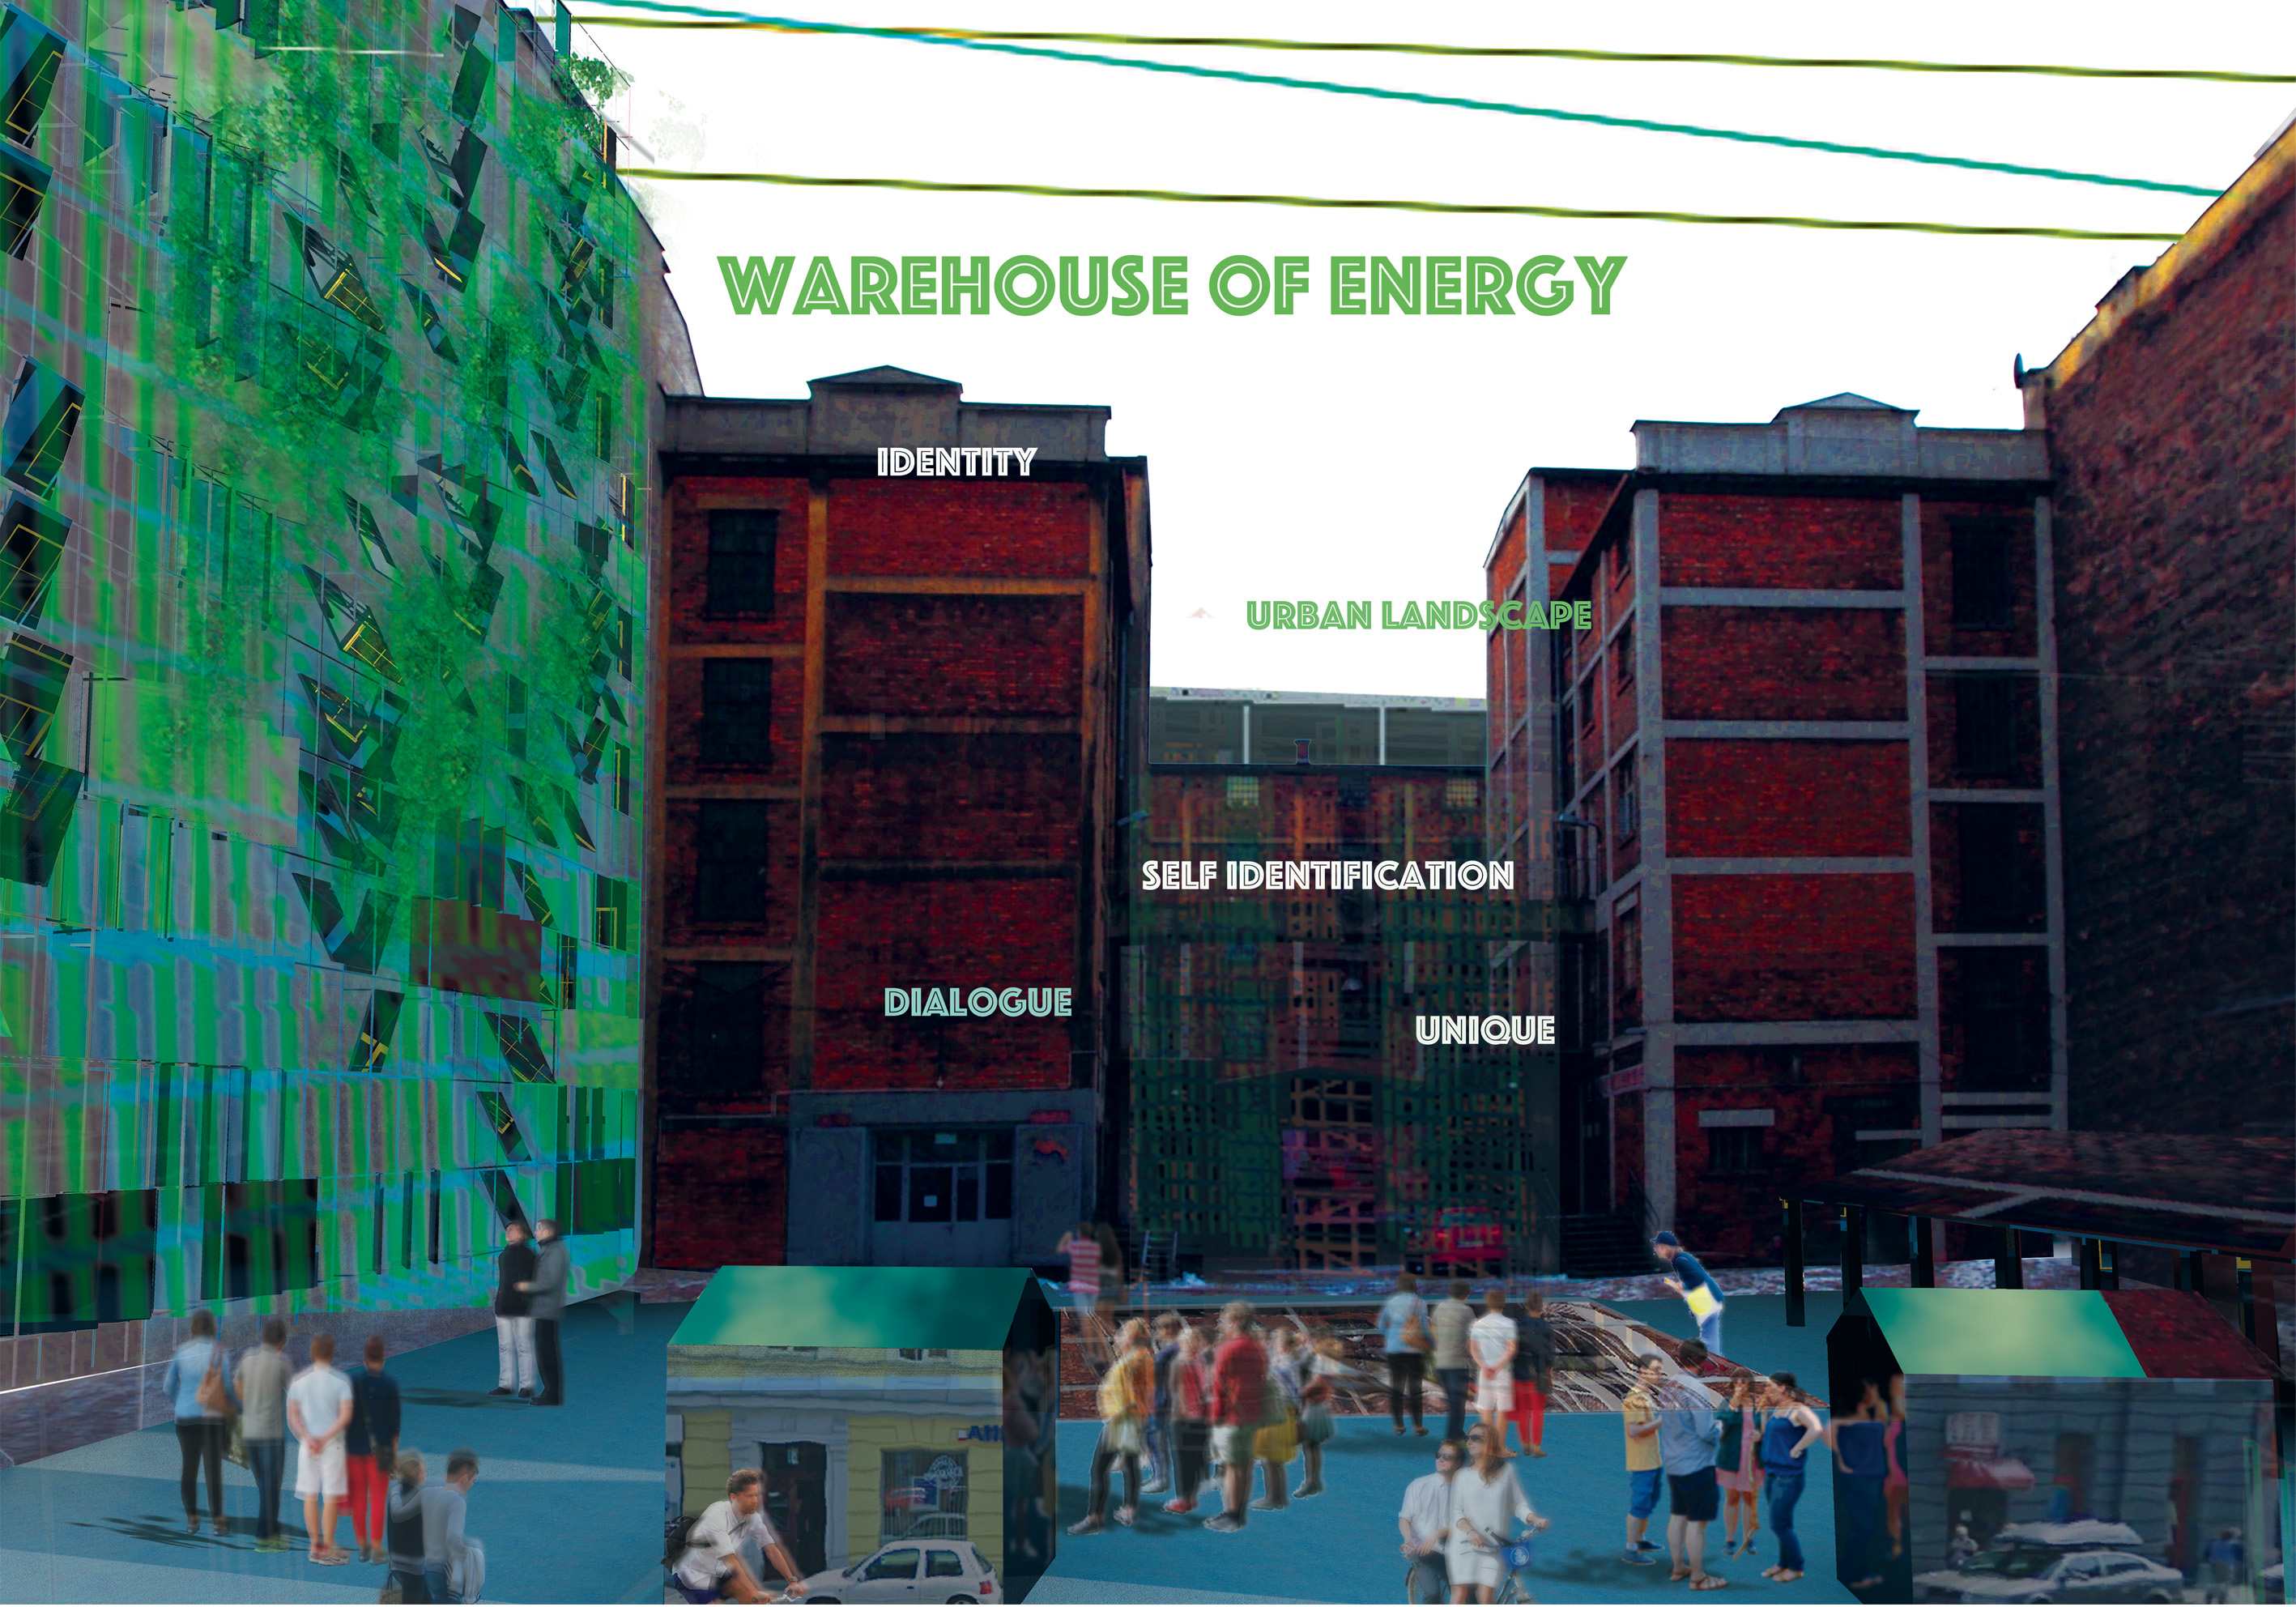 WAREHOUSE OF ENERGY
IDENTITY
URBAN LANDSCAPE
SELF IDENTIFICATION
DIALOGUE
UNIQUE